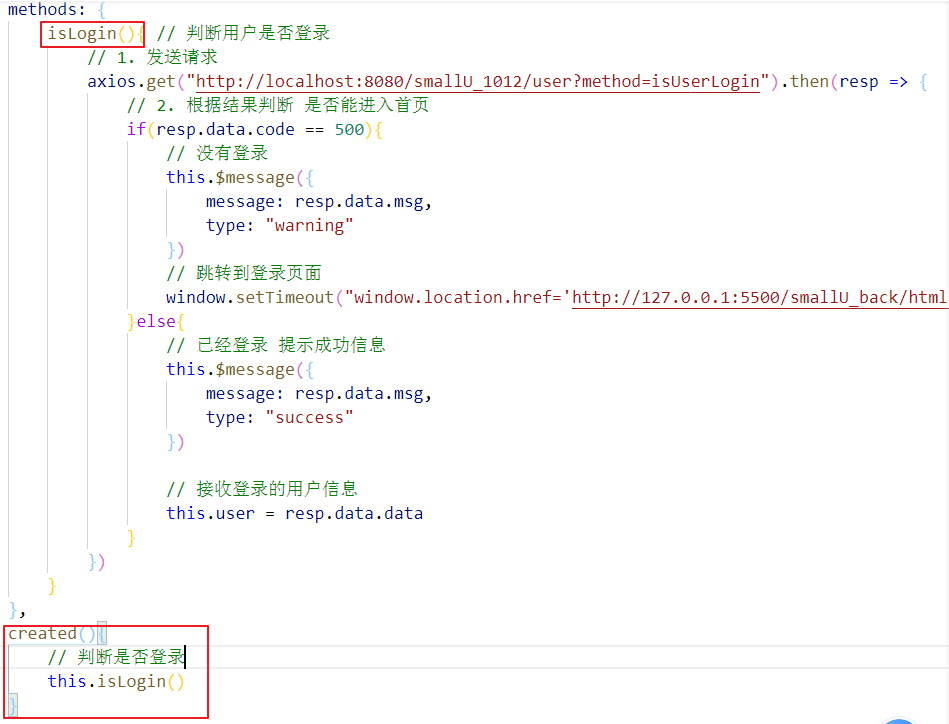 methods: {
isLogin(){ // 判断用户是否登录
// 1. 发送请求
axios.get("http://localhost:8080/smallU_1012/user?method=isUserLogin").then(resp => {
// 2. 根据结果判断 是否能进入首页
if(resp.data.code == 500){
// 没有登录
this.$message({
message: resp.data.msg,
type: "warning"
})
// 跳转到登录页面
window.setTimeout("window.location.href='http://127.0.0.1:5500/smallU_back/html
}else{
// 已经登录 提示成功信息
this.$message({
message: resp.data.msg,
type: "success"
})
// 接收登录的用户信息
this.user = resp.data.data
}
})
}
},
created(){
// 判断是否登录
this.isLogin()
}